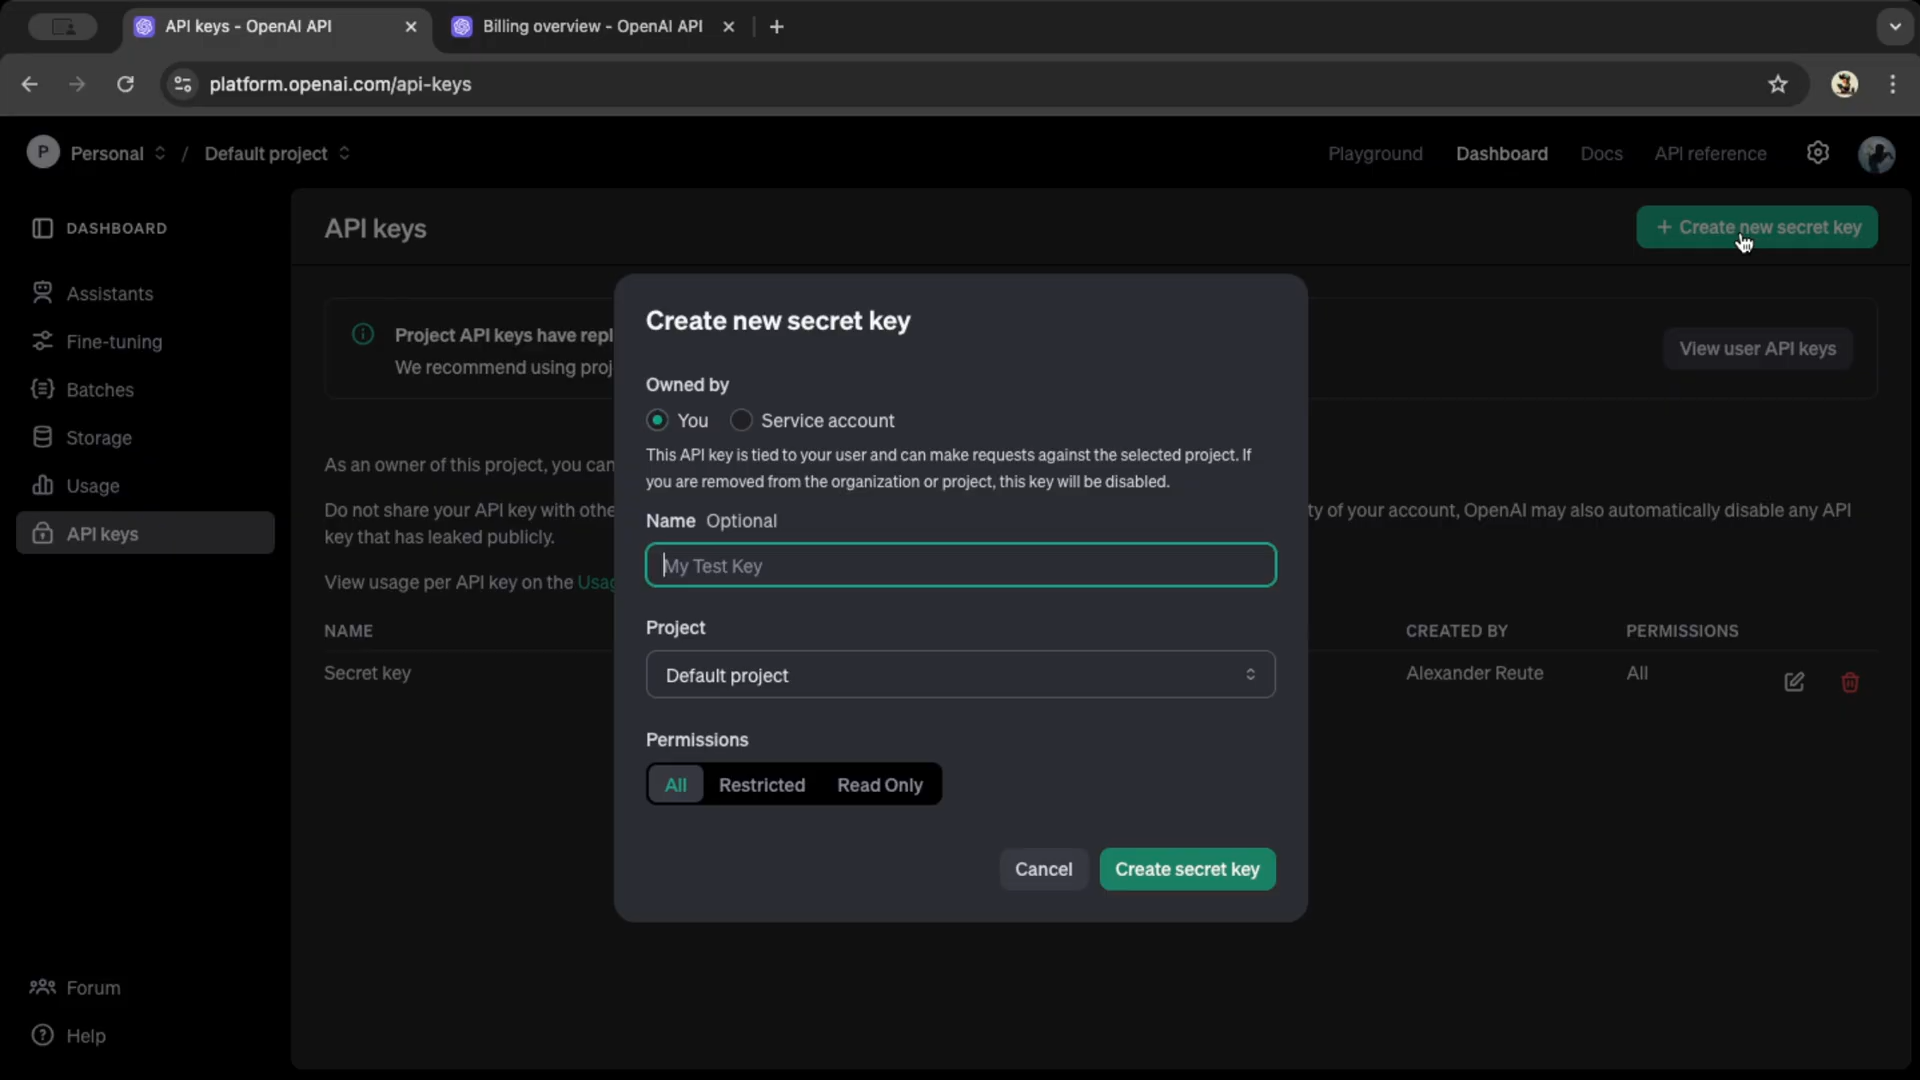 API keys - OpenAI API
Billing overview - OpenAI API
platform.openai.com/api-keys
P Personal / Default project
Playground Dashboard Docs API reference
DASHBOARD
Assistants
Fine-tuning
Batches
Storage
Usage
API keys
Forum
Help
API keys
+ Create new secret key
Project API keys have repl
We recommend using proj
View user API keys
As an owner of this project, you can
Do not share your API key with othe
ty of your account, OpenAI may also automatically disable any API
key that has leaked publicly.
View usage per API key on the Usag
NAME CREATED BY PERMISSIONS
Secret key Alexander Reute All
Create new secret key
Owned by
You Service account
This API key is tied to your user and can make requests against the selected project. If
you are removed from the organization or project, this key will be disabled.
Name Optional
My Test Key
Project
Default project
Permissions
All Restricted Read Only
Cancel Create secret key